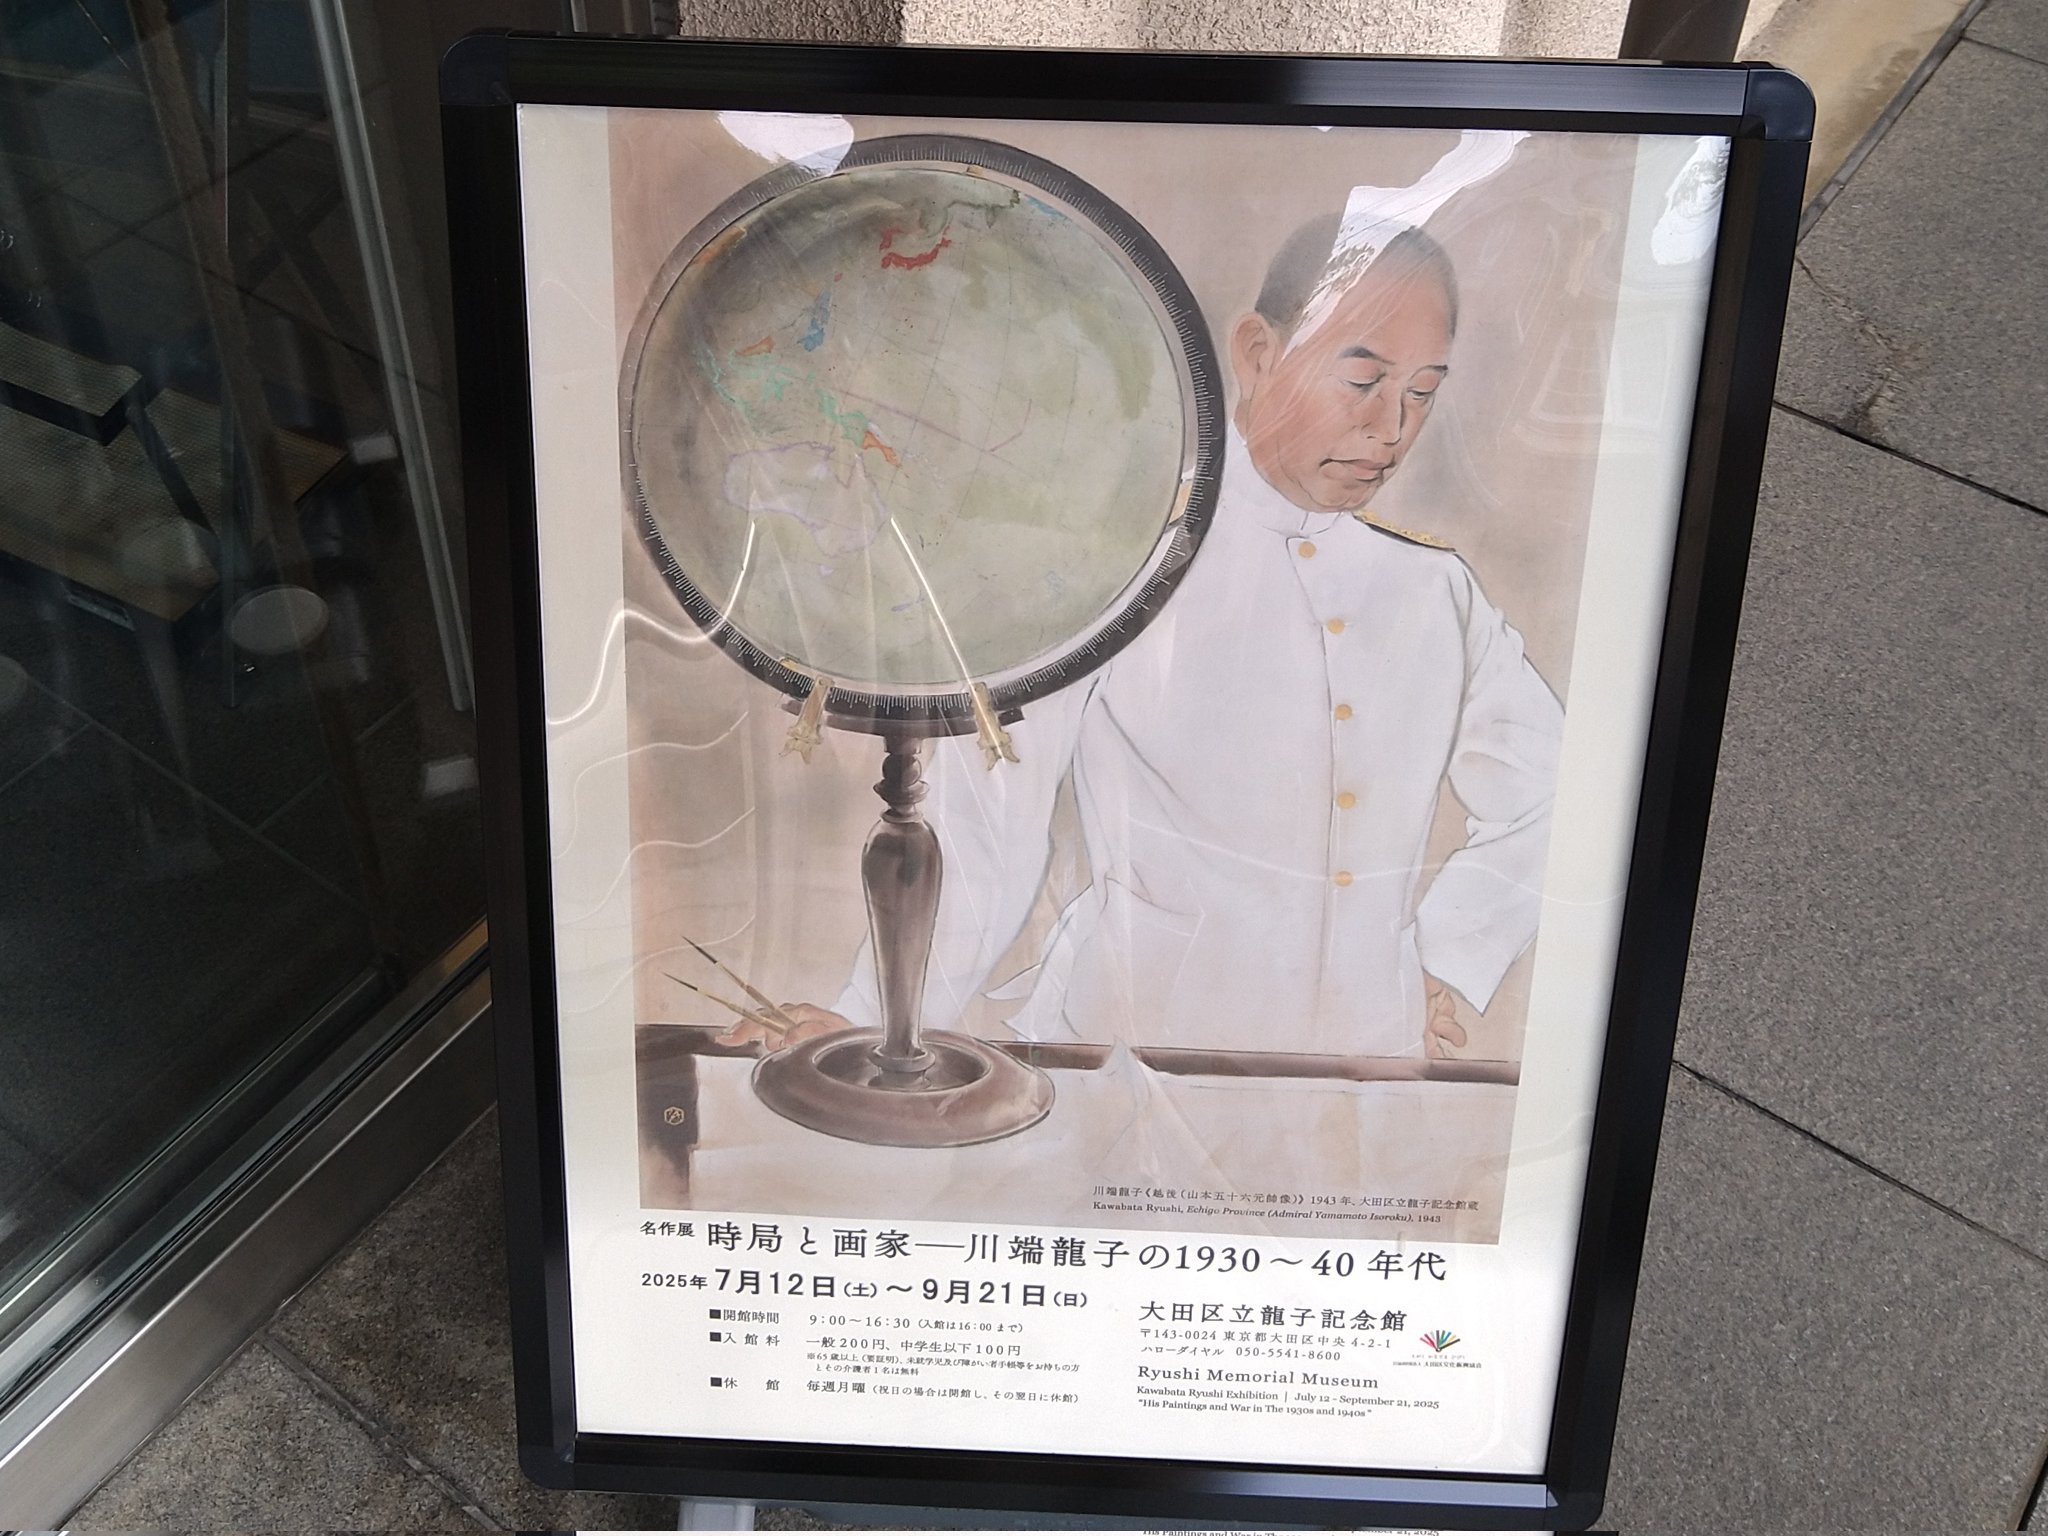 川端龍子《越後(山本五十六元帥像)》1943年、大田区立龍子記念館蔵
Kawabata Ryushi, Echigo Province (Admiral Yamamoto Isoroku), 1943
名作展 時局と画家―川端龍子の1930～40年代
2025年 7月12日(土)～9月21日(日)
■開館時間 9:00～16:30(入館は16:00まで)
■入館料 一般200円、中学生以下100円
※65歳以上(要証明)、未就学児及び障がい者手帳等をお持ちの方
とその介護者1名は無料
■休館 毎週月曜(祝日の場合は開館し、その翌日に休館)
大田区立龍子記念館
〒143-0024 東京都大田区中央4-2-1
ハローダイヤル 050-5541-8600
大田区文化振興協会
Ryushi Memorial Museum
Kawabata Ryushi Exhibition | July 12 - September 21, 2025
"His Paintings and War in The 1930s and 1940s"